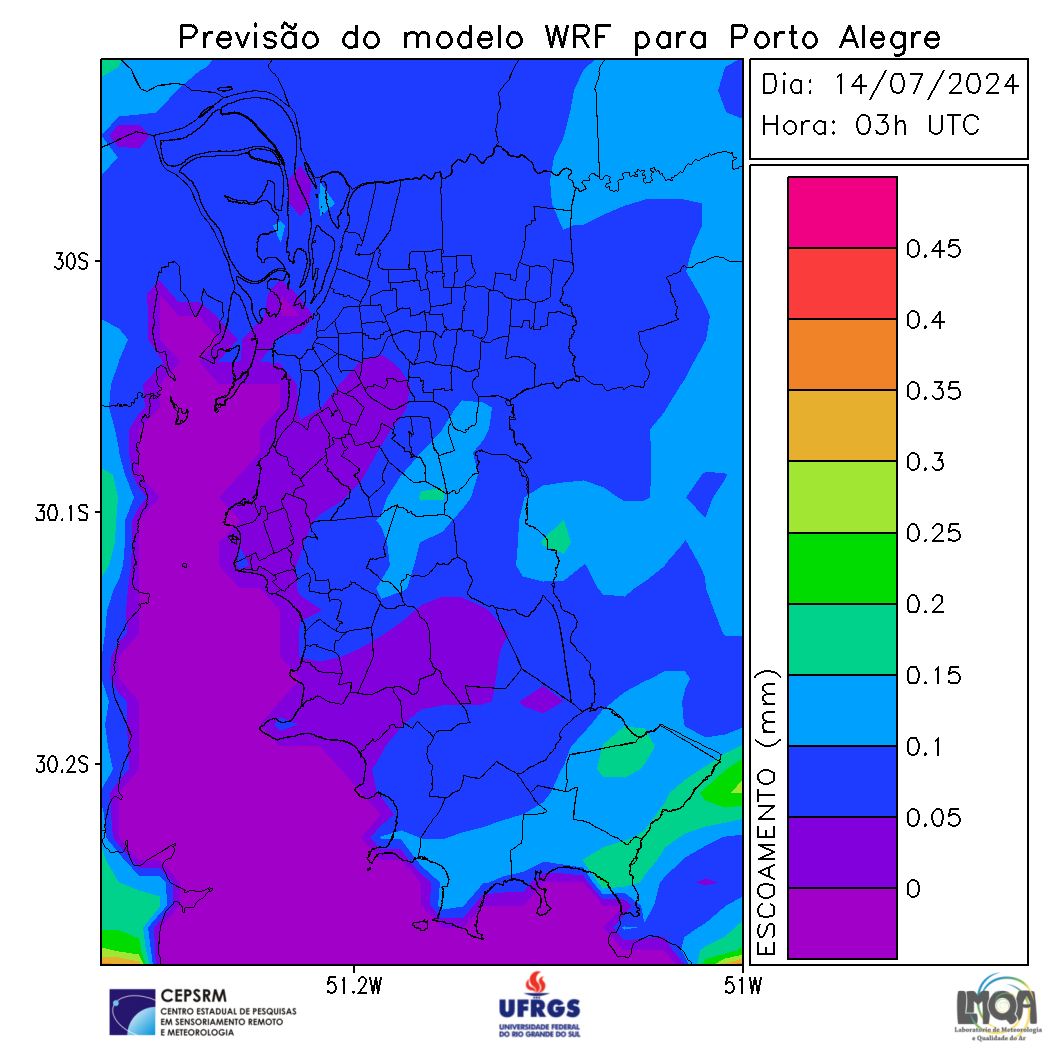 Previsão do modelo WRF para Porto Alegre
Dia: 14/07/2024
Hora: 03h UTC
30S
30.1S
30.2S
51.2W
51W
0.45
0.4
0.35
0.3
0.25
0.2
0.15
0.1
0.05
0
ESCOAMENTO (mm)
CEPSRM
CENTRO ESTADUAL DE PESQUISAS
EM SENSORIAMENTO REMOTO
E METEOROLOGIA
UFRGS
UNIVERSIDADE FEDERAL
DO RIO GRANDE DO SUL
LMQA
Laboratório de Meteorologia
e Qualidade do Ar